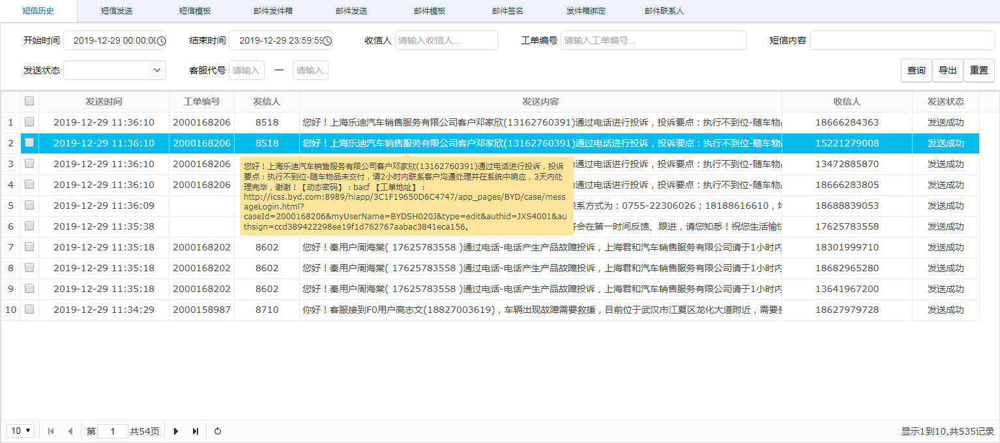 短信历史 短信发送 短信模板 邮件发件箱 邮件发送 邮件模板 邮件签名 发件箱绑定 邮件联系人
开始时间 2019-12-29 00:00:0( 结束时间 2019-12-29 23:59:59 收信人 请输入收信人... 工单编号 请输入工单编号... 短信内容
发送状态 客服代号 请输入 — 请输入..
查询 导出 重置
发送时间 工单编号 发信人 发送内容 收信人 发送状态
1 2019-12-29 11:36:10 2000168206 8518 您好！上海乐迪汽车销售服务有限公司客户邓家欣(13162760391)通过电话进行投诉，投诉要点：执行不到位-随车物 18666284363 发送成功
2 2019-12-29 11:36:10 2000168206 8518 您好！上海乐迪汽车销售服务有限公司客户邓家欣(13162760391)通过电话进行投诉，投诉要点：执行不到位-随车物 15221279008 发送成功
3 2019-12-29 11:36:10 2000168206 )通过电话进行投诉，投诉要点：执行不到位-随车物 13472885870 发送成功
4 2019-12-29 11:36:10 2000168206 )通过电话进行投诉，投诉要点：执行不到位-随车物 18666283805 发送成功
5 2019-12-29 11:36:09 系方式为：0755-22306026；18188616610， 18688839053 发送成功
6 2019-12-29 11:35:38 会在第一时间反馈、跟进，请您知悉！祝您生活愉 17625783558 发送成功
您好！上海乐迪汽车销售服务有限公司客户邓家欣(13162760391)通过电话进行投诉，投诉
要点：执行不到位-随车物品未交付，请2小时内联系客户沟通处理并在系统中响应，3天内处
理完毕，谢谢！【动态密码】：bacf 【工单地址】：
http://icss.byd.com:8989/hiapp/3C1F19650D6C4747/app_pages/BYD/case/mess
ageLogin.html?
caseId=2000168206&myUserName=BYDSH020J&type=edit&authid=JXS4001&au
thsign=ccd389422298ee19f1d762767aabac3841eca156。
7 2019-12-29 11:35:18 2000168202 8602 您好！秦用户周海棠( 17625783558 )通过电话-电话产生产品故障投诉，上海君和汽车销售服务有限公司请于1小时内 18301999710 发送成功
8 2019-12-29 11:35:18 2000168202 8602 您好！秦用户周海棠( 17625783558 )通过电话-电话产生产品故障投诉，上海君和汽车销售服务有限公司请于1小时内 18682965280 发送成功
9 2019-12-29 11:35:18 2000168202 8602 您好！秦用户周海棠( 17625783558 )通过电话-电话产生产品故障投诉，上海君和汽车销售服务有限公司请于1小时内 13641967200 发送成功
10 2019-12-29 11:34:29 2000158987 8710 你好！客服接到F0用户高志文(18827003619)，车辆出现故障需要救援，目前位于武汉市江夏区龙化大道附近，需要 18627979728 发送成功
10 第 1 共54页 显示1到10,共535记录